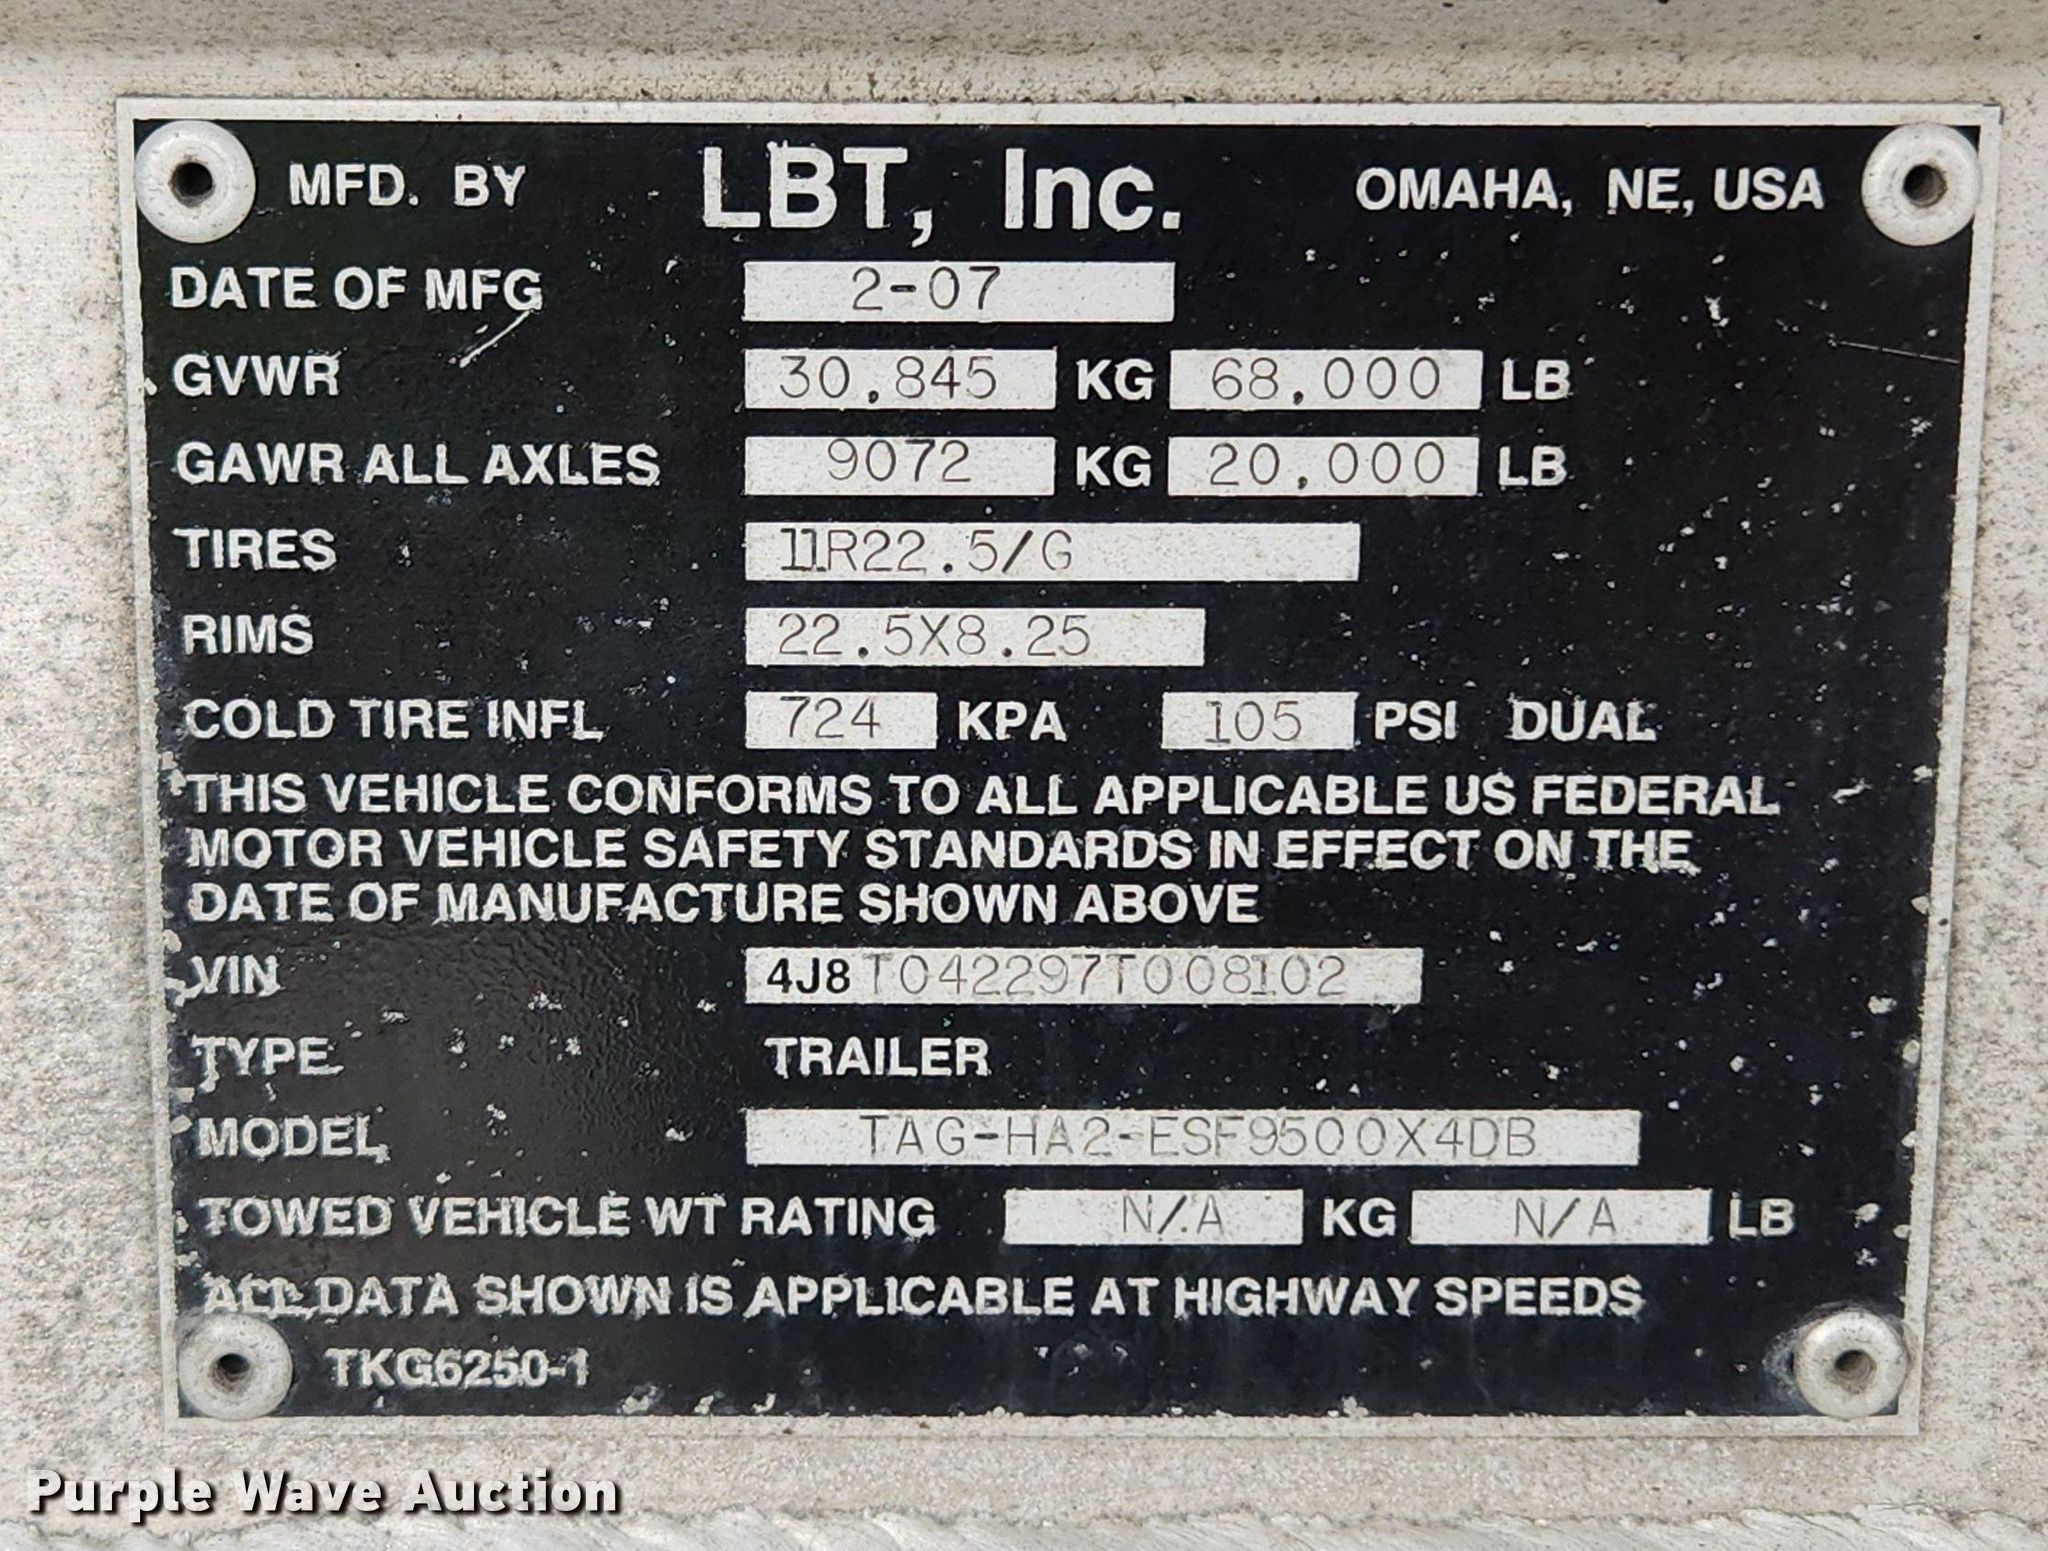 MFD. BY LBT, Inc. OMAHA, NE, USA
DATE OF MFG 2-07
GVWR 30,845 KG 68,000 LB
GAWR ALL AXLES 9072 KG 20,000 LB
TIRES 11R22.5/G
RIMS 22.5X8.25
COLD TIRE INFL 724 KPA 105 PSI DUAL
THIS VEHICLE CONFORMS TO ALL APPLICABLE US FEDERAL
MOTOR VEHICLE SAFETY STANDARDS IN EFFECT ON THE
DATE OF MANUFACTURE SHOWN ABOVE
VIN 4J8T042297T008102
TYPE TRAILER
MODEL TAG-HA2-ESF9500X4DB
TOWED VEHICLE WT RATING N/A KG N/A LB
ALL DATA SHOWN IS APPLICABLE AT HIGHWAY SPEEDS
TKG6250-1
Purple Wave Auction